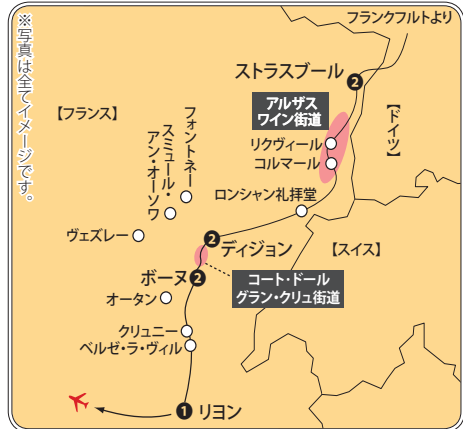 ※写真は全てイメージです。
フランクフルトより
ストラスブール
2
アルザス
ワイン街道
【フランス】
【ドイツ】
リクヴィール
コルマール
フォントネー
スミュール・
アン・オーソワ
ロンシャン礼拝堂
ヴェズレー
2
ディジョン
【スイス】
ボーヌ
2
コート・ドール
グラン・クリュ街道
オータン
クリュニー
ベルゼ・ラ・ヴィル
1
リヨン